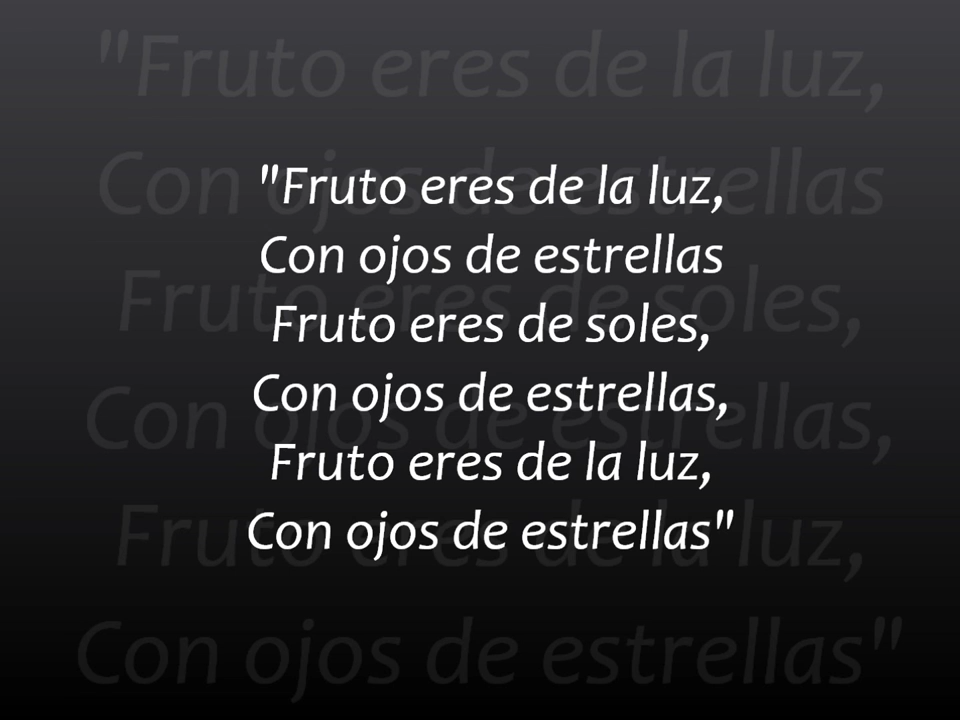 "Fruto eres de la luz,
Con ojos de estrellas
Fruto eres de soles,
Con ojos de estrellas,
Fruto eres de la luz,
Con ojos de estrellas"